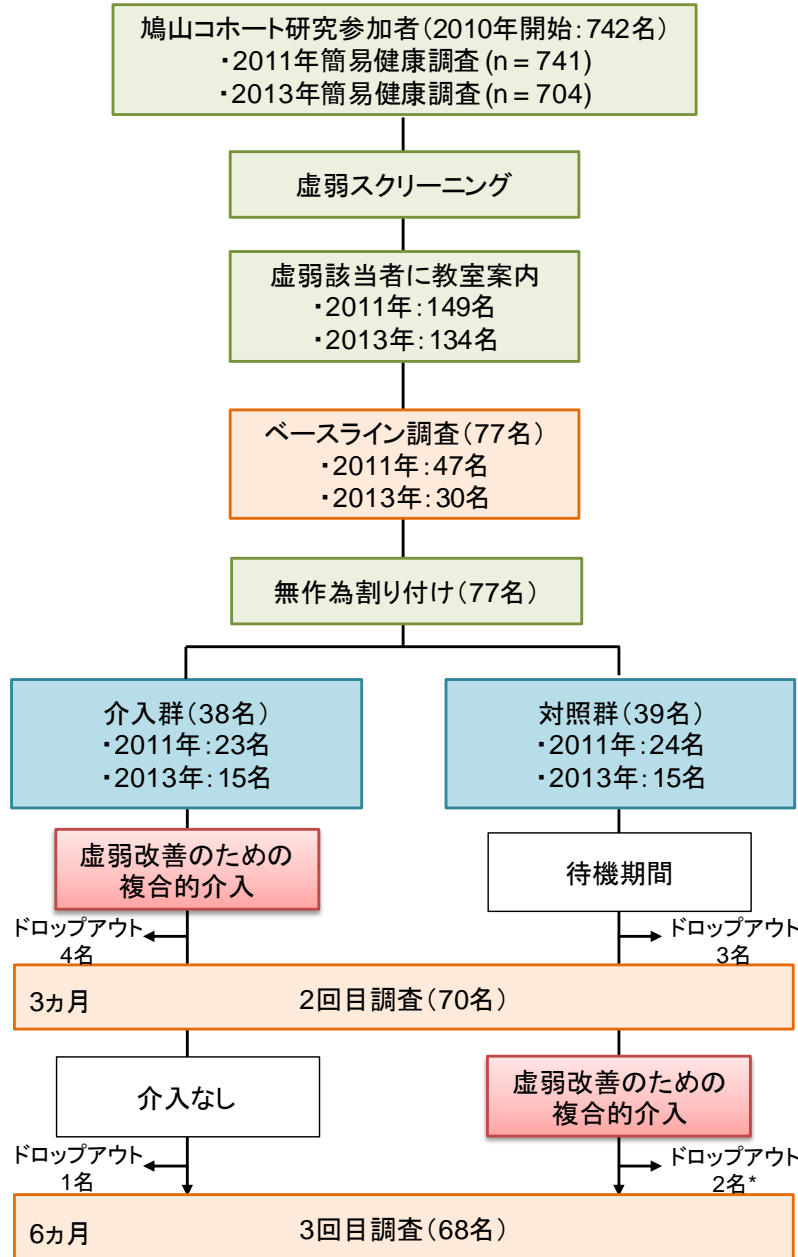 鳩山コホート研究参加者（2010年開始：742名）
・2011年簡易健康調査 (n = 741)
・2013年簡易健康調査 (n = 704)
虚弱スクリーニング
虚弱該当者に教室案内
・2011年：149名
・2013年：134名
ベースライン調査（77名）
・2011年：47名
・2013年：30名
無作為割り付け（77名）
介入群（38名）
・2011年：23名
・2013年：15名
対照群（39名）
・2011年：24名
・2013年：15名
虚弱改善のための
複合的介入
待機期間
ドロップアウト
4名
ドロップアウト
3名
3ヵ月
2回目調査（70名）
介入なし
虚弱改善のための
複合的介入
ドロップアウト
1名
ドロップアウト
2名*
6ヵ月
3回目調査（68名）